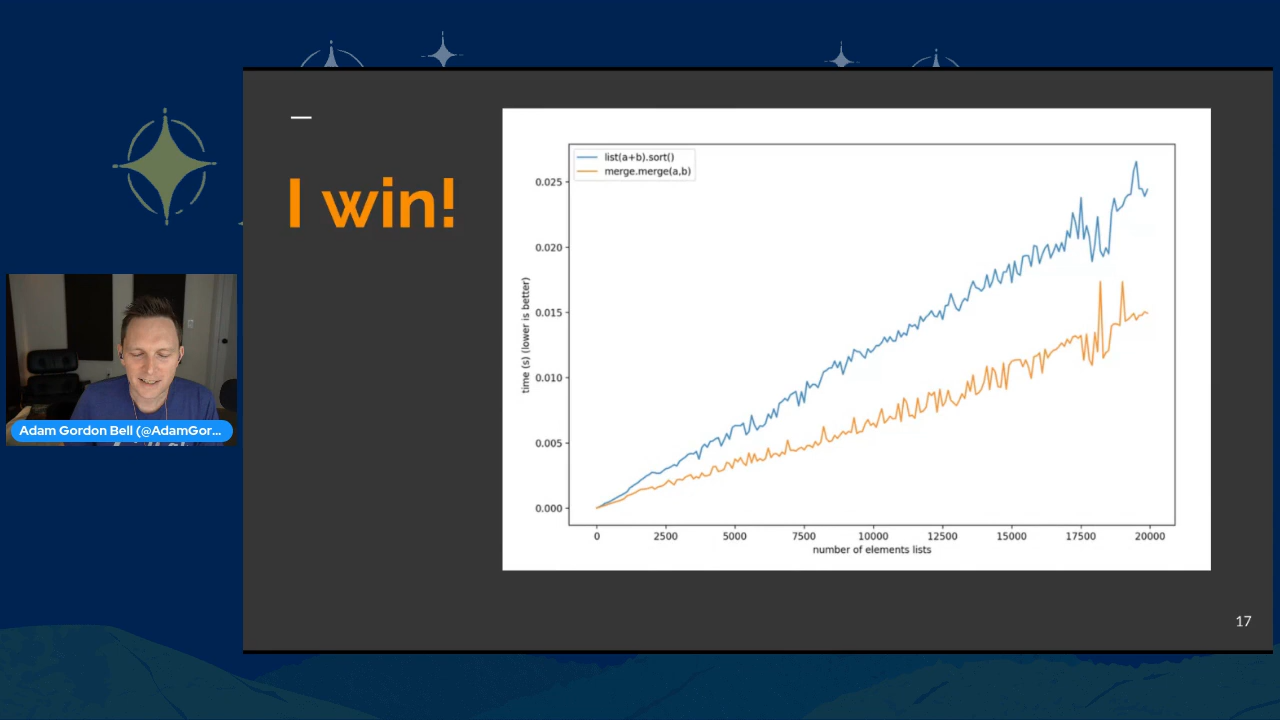 I win!
list(a+b).sort()
merge.merge(a,b)
time (s) (lower is better)
0.025
0.020
0.015
0.010
0.005
0.000
0
2500
5000
7500
10000
12500
15000
17500
20000
number of elements lists
Adam Gordon Bell (@AdamGor...
17